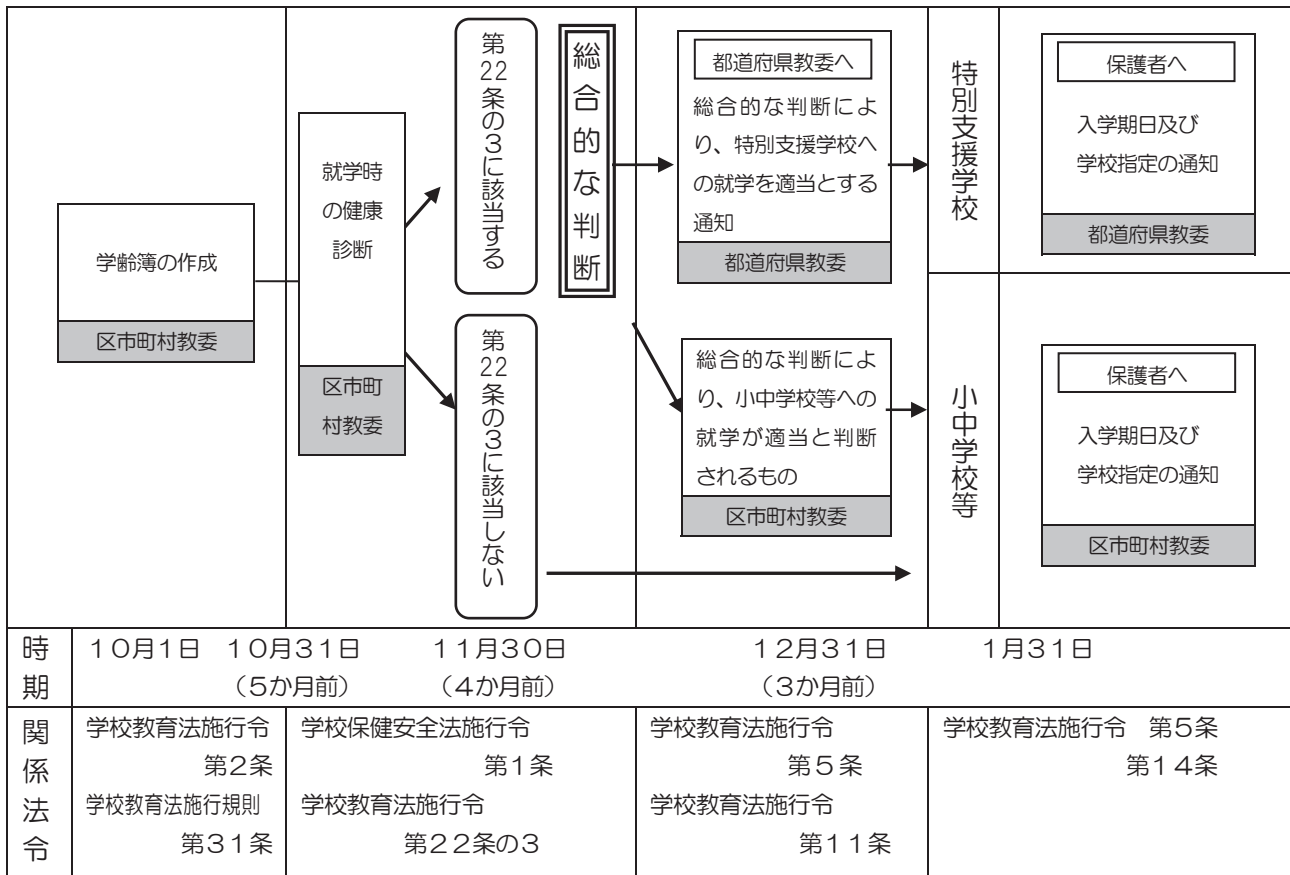 学齢簿の作成
区市町村教委
就学時
の健康
診断
区市町
村教委
第22条の3に該当する
第22条の3に該当しない
総合的な判断
都道府県教委へ
総合的な判断によ
り、特別支援学校へ
の就学を適当とする
通知
都道府県教委
総合的な判断によ
り、小中学校等への
就学が適当と判断
されるもの
区市町村教委
特別支援学校
小中学校等
保護者へ
入学期日及び
学校指定の通知
都道府県教委
保護者へ
入学期日及び
学校指定の通知
区市町村教委
時期
10月1日 10月31日 11月30日 12月31日 1月31日
(5か月前) (4か月前) (3か月前)
関係法令
学校教育法施行令
第2条
学校教育法施行規則
第31条
学校保健安全法施行令
第1条
学校教育法施行令
第22条の3
学校教育法施行令
第5条
学校教育法施行令
第11条
学校教育法施行令 第5条
第14条